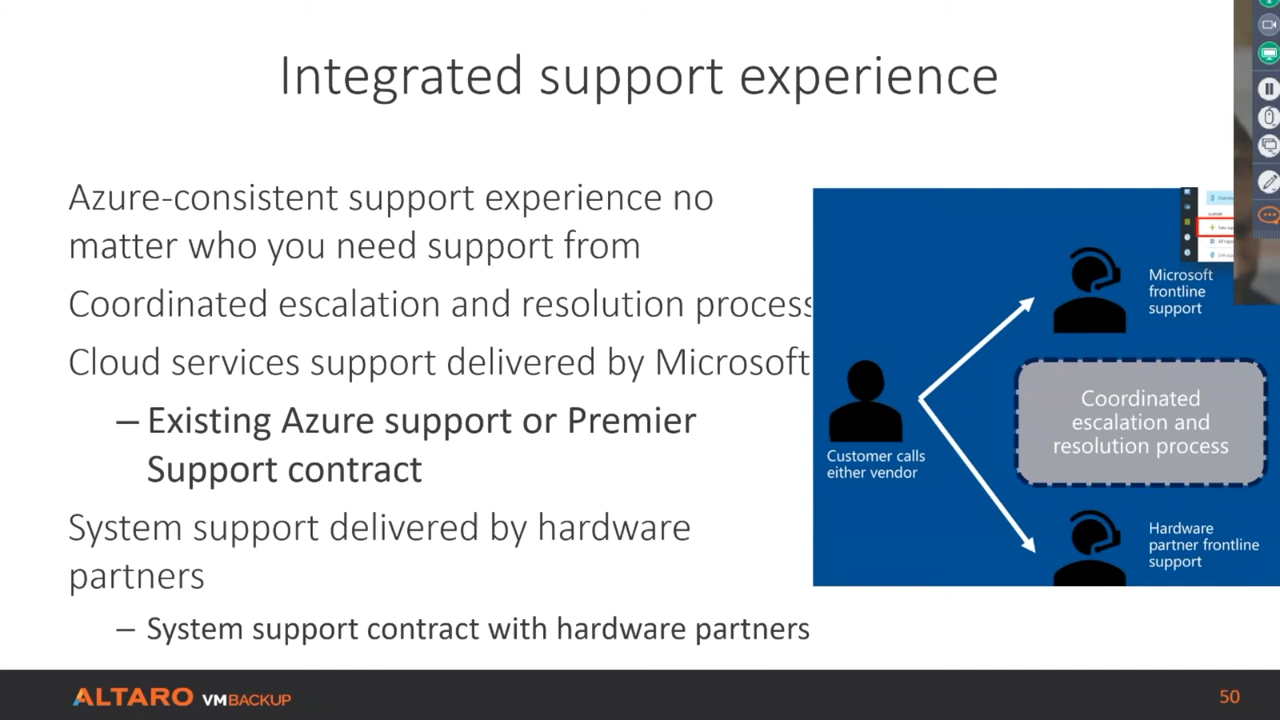 Integrated support experience
Azure-consistent support experience no
matter who you need support from
Coordinated escalation and resolution process
Cloud services support delivered by Microsoft
– Existing Azure support or Premier
Support contract
System support delivered by hardware
partners
– System support contract with hardware partners
Microsoft
frontline
support
Coordinated
escalation and
resolution process
Customer calls
either vendor
Hardware
partner frontline
support
ALTARO VMBACKUP
50